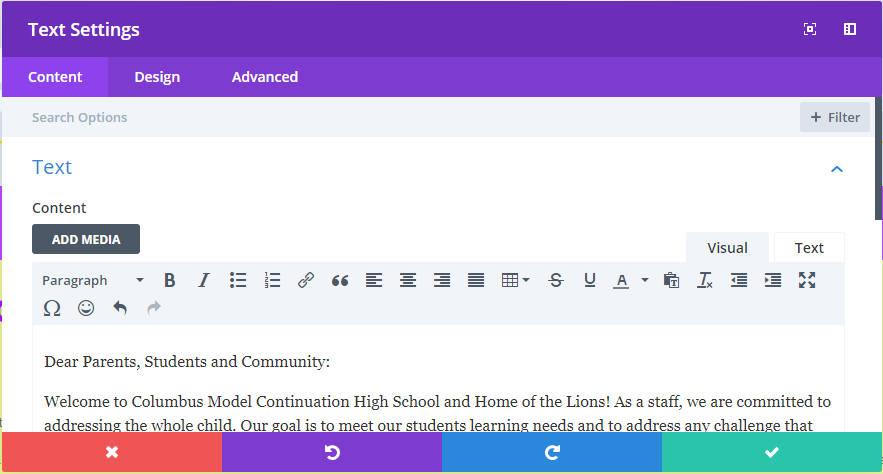 Text Settings
Content Design Advanced
Search Options + Filter
Text
Content
ADD MEDIA
Visual Text
Paragraph
Dear Parents, Students and Community:
Welcome to Columbus Model Continuation High School and Home of the Lions! As a staff, we are committed to
addressing the whole child. Our goal is to meet our students learning needs and to address any challenge that